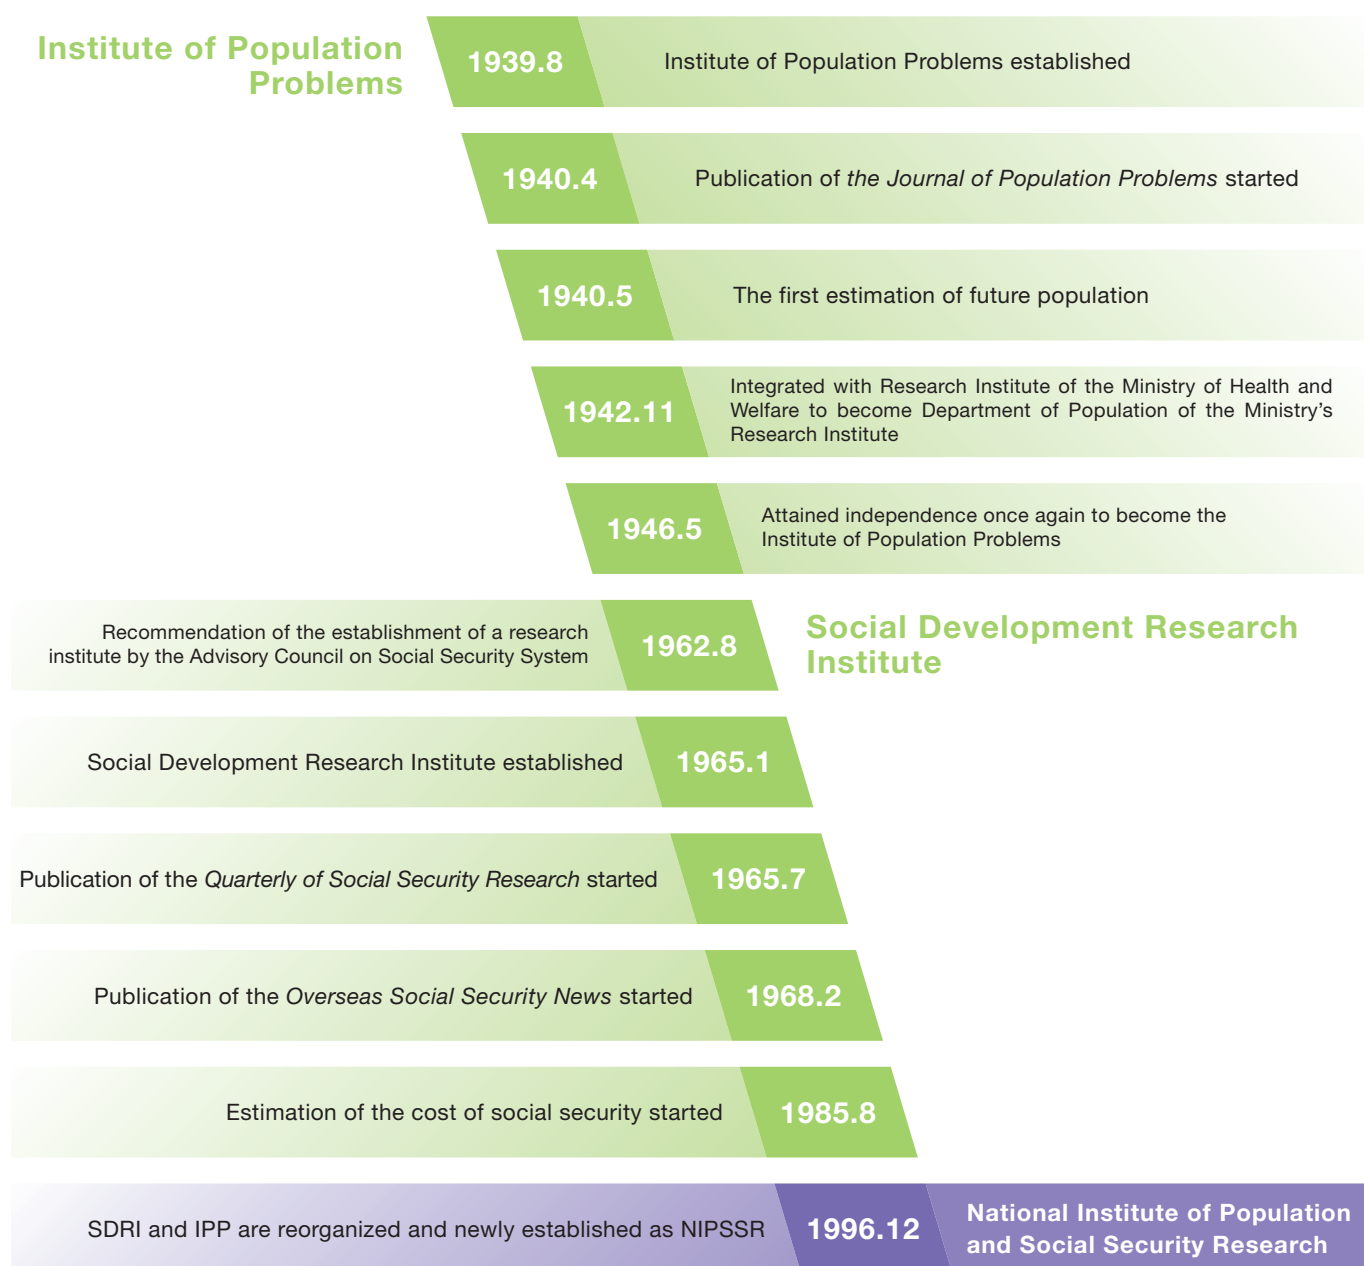 Institute of Population
Problems
1939.8
Institute of Population Problems established
1940.4
Publication of the Journal of Population Problems started
1940.5
The first estimation of future population
1942.11
Integrated with Research Institute of the Ministry of Health and
Welfare to become Department of Population of the Ministry’s
Research Institute
1946.5
Attained independence once again to become the
Institute of Population Problems
Recommendation of the establishment of a research
institute by the Advisory Council on Social Security System
1962.8
Social Development Research
Institute
Social Development Research Institute established
1965.1
Publication of the Quarterly of Social Security Research started
1965.7
Publication of the Overseas Social Security News started
1968.2
Estimation of the cost of social security started
1985.8
SDRI and IPP are reorganized and newly established as NIPSSR
1996.12
National Institute of Population
and Social Security Research